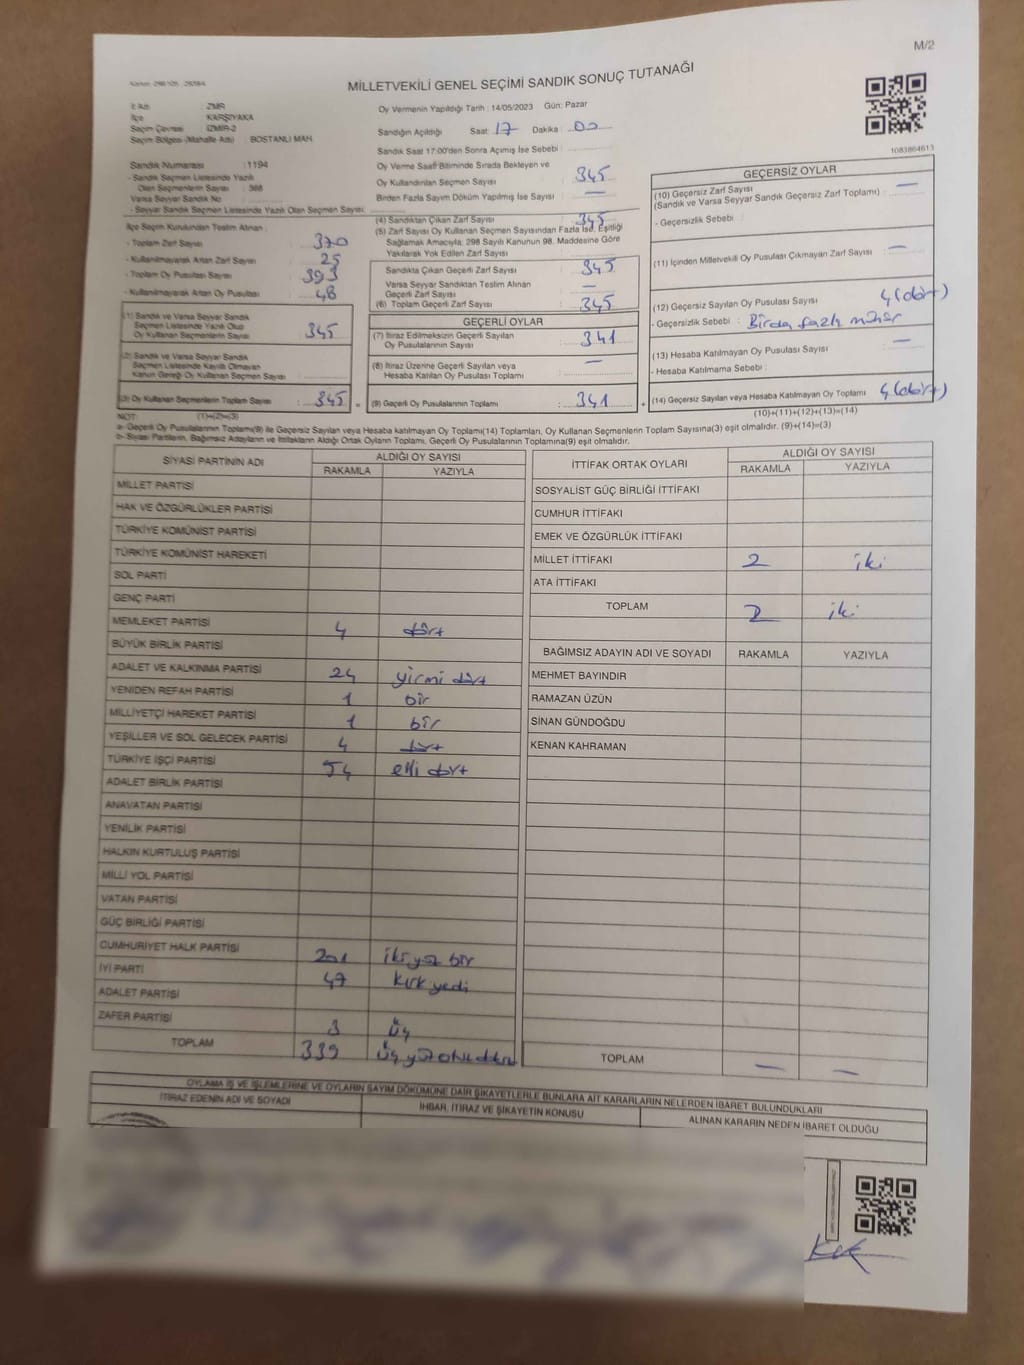 M/2
MİLLETVEKİLİ GENEL SEÇİMİ SANDIK SONUÇ TUTANAĞI
1083864613
İl Adı : İZMİR
İlçe KARŞIYAKA
Seçim Çevresi İZMİR-2
Seçim Bölgesi (Mahalle Adı) : BOSTANLI MAH.
Sandık Numarası : 1194
- Sandık Seçmen Listesinde Yazılı
Olan Seçmenlerin Sayısı : 368
Varsa Seyyar Sandık No
- Seyyar Sandık Seçmen Listesinde Yazılı Olan Seçmen Sayısı :
İlçe Seçim Kurulundan Teslim Alınan :
- Toplam Zarf Sayısı 370
- Kullanılmayarak Artan Zarf Sayısı 25
- Toplam Oy Pusulası Sayısı 393
- Kullanılmayarak Artan Oy Pusulası 48
(1) Sandık ve Varsa Seyyar Sandık
Seçmen Listesinde Yazılı Olup
Oy Kullanan Seçmenlerin Sayısı : 345
(2) Sandık ve Varsa Seyyar Sandık
Seçmen Listesinde Kayıtlı Olmayan
Kanun Gereği Oy Kullanan Seçmen Sayısı :
(3) Oy Kullanan Seçmenlerin Toplam Sayısı : 345
(1)+(2)=(3)
Oy Vermenin Yapıldığı Tarih : 14/05/2023 Gün: Pazar
Sandığın Açıldığı Saat: 17 Dakika : 00
Sandık Saat 17:00'den Sonra Açılmış İse Sebebi :
Oy Verme Saati Bitiminde Sırada Bekleyen ve
Oy Kullandırılan Seçmen Sayısı 345
Birden Fazla Sayım Döküm Yapılmış İse Sayısı : —
(4) Sandıktan Çıkan Zarf Sayısı 345
(5) Zarf Sayısı Oy Kullanan Seçmen Sayısından Fazla İse, Eşitliği
Sağlamak Amacıyla; 298 Sayılı Kanunun 98. Maddesine Göre
Yakılarak Yok Edilen Zarf Sayısı :
Sandıkta Çıkan Geçerli Zarf Sayısı : 345
Varsa Seyyar Sandıktan Teslim Alınan
Geçerli Zarf Sayısı : —
(6) Toplam Geçerli Zarf Sayısı : 345
GEÇERLİ OYLAR
(7) İtiraz Edilmeksizin Geçerli Sayılan
Oy Pusulalarının Sayısı : 341
(8) İtiraz Üzerine Geçerli Sayılan veya
Hesaba Katılan Oy Pusulası Toplamı : —
= (9) Geçerli Oy Pusulalarının Toplamı : 341 +
GEÇERSİZ OYLAR
(10) Geçersiz Zarf Sayısı : —
(Sandık ve Varsa Seyyar Sandık Geçersiz Zarf Toplamı)
- Geçersizlik Sebebi :
(11) İçinden Milletvekili Oy Pusulası Çıkmayan Zarf Sayısı : —
(12) Geçersiz Sayılan Oy Pusulası Sayısı : 4(dört)
- Geçersizlik Sebebi : Birda fazla mühür
(13) Hesaba Katılmayan Oy Pusulası Sayısı : —
- Hesaba Katılmama Sebebi :
(14) Geçersiz Sayılan veya Hesaba Katılmayan Oy Toplamı : 4(dört)
(10)+(11)+(12)+(13)=(14)
NOT:
a- Geçerli Oy Pusulalarının Toplamı(9) ile Geçersiz Sayılan veya Hesaba katılmayan Oy Toplamı(14) Toplamları, Oy Kullanan Seçmenlerin Toplam Sayısına(3) eşit olmalıdır. (9)+(14)=(3)
b- Siyasi Partilerin, Bağımsız Adayların ve İttifakların Aldığı Ortak Oyların Toplamı, Geçerli Oy Pusulalarının Toplamına(9) eşit olmalıdır.
SİYASİ PARTİNİN ADI ALDIĞI OY SAYISI
RAKAMLA YAZIYLA
MİLLET PARTİSİ
HAK VE ÖZGÜRLÜKLER PARTİSİ
TÜRKİYE KOMÜNİST PARTİSİ
TÜRKİYE KOMÜNİST HAREKETİ
SOL PARTİ
GENÇ PARTİ
MEMLEKET PARTİSİ 4 dört
BÜYÜK BİRLİK PARTİSİ
ADALET VE KALKINMA PARTİSİ 24 yirmi dört
YENİDEN REFAH PARTİSİ 1 bir
MİLLİYETÇİ HAREKET PARTİSİ 1 bir
YEŞİLLER VE SOL GELECEK PARTİSİ 4 dört
TÜRKİYE İŞÇİ PARTİSİ 54 elli dört
ADALET BİRLİK PARTİSİ
ANAVATAN PARTİSİ
YENİLİK PARTİSİ
HALKIN KURTULUŞ PARTİSİ
MİLLİ YOL PARTİSİ
VATAN PARTİSİ
GÜÇ BİRLİĞİ PARTİSİ
CUMHURİYET HALK PARTİSİ 201 iki yüz bir
İYİ PARTİ 47 kırk yedi
ADALET PARTİSİ
ZAFER PARTİSİ 3 üç
TOPLAM 339 üç yüz otuz dokuz
İTTİFAK ORTAK OYLARI ALDIĞI OY SAYISI
RAKAMLA YAZIYLA
SOSYALİST GÜÇ BİRLİĞİ İTTİFAKI
CUMHUR İTTİFAKI
EMEK VE ÖZGÜRLÜK İTTİFAKI
MİLLET İTTİFAKI 2 iki
ATA İTTİFAKI
TOPLAM 2 iki
BAĞIMSIZ ADAYIN ADI VE SOYADI RAKAMLA YAZIYLA
MEHMET BAYINDIR
RAMAZAN ÜZÜN
SİNAN GÜNDOĞDU
KENAN KAHRAMAN
TOPLAM — —
OYLAMA İŞ VE İŞLEMLERİNE VE OYLARIN SAYIM DÖKÜMÜNE DAİR ŞİKAYETLERLE BUNLARA AİT KARARLARIN NELERDEN İBARET BULUNDUKLARI
İTİRAZ EDENİN ADI VE SOYADI İHBAR, İTİRAZ VE ŞİKAYETİN KONUSU ALINAN KARARIN NEDEN İBARET OLDUĞU